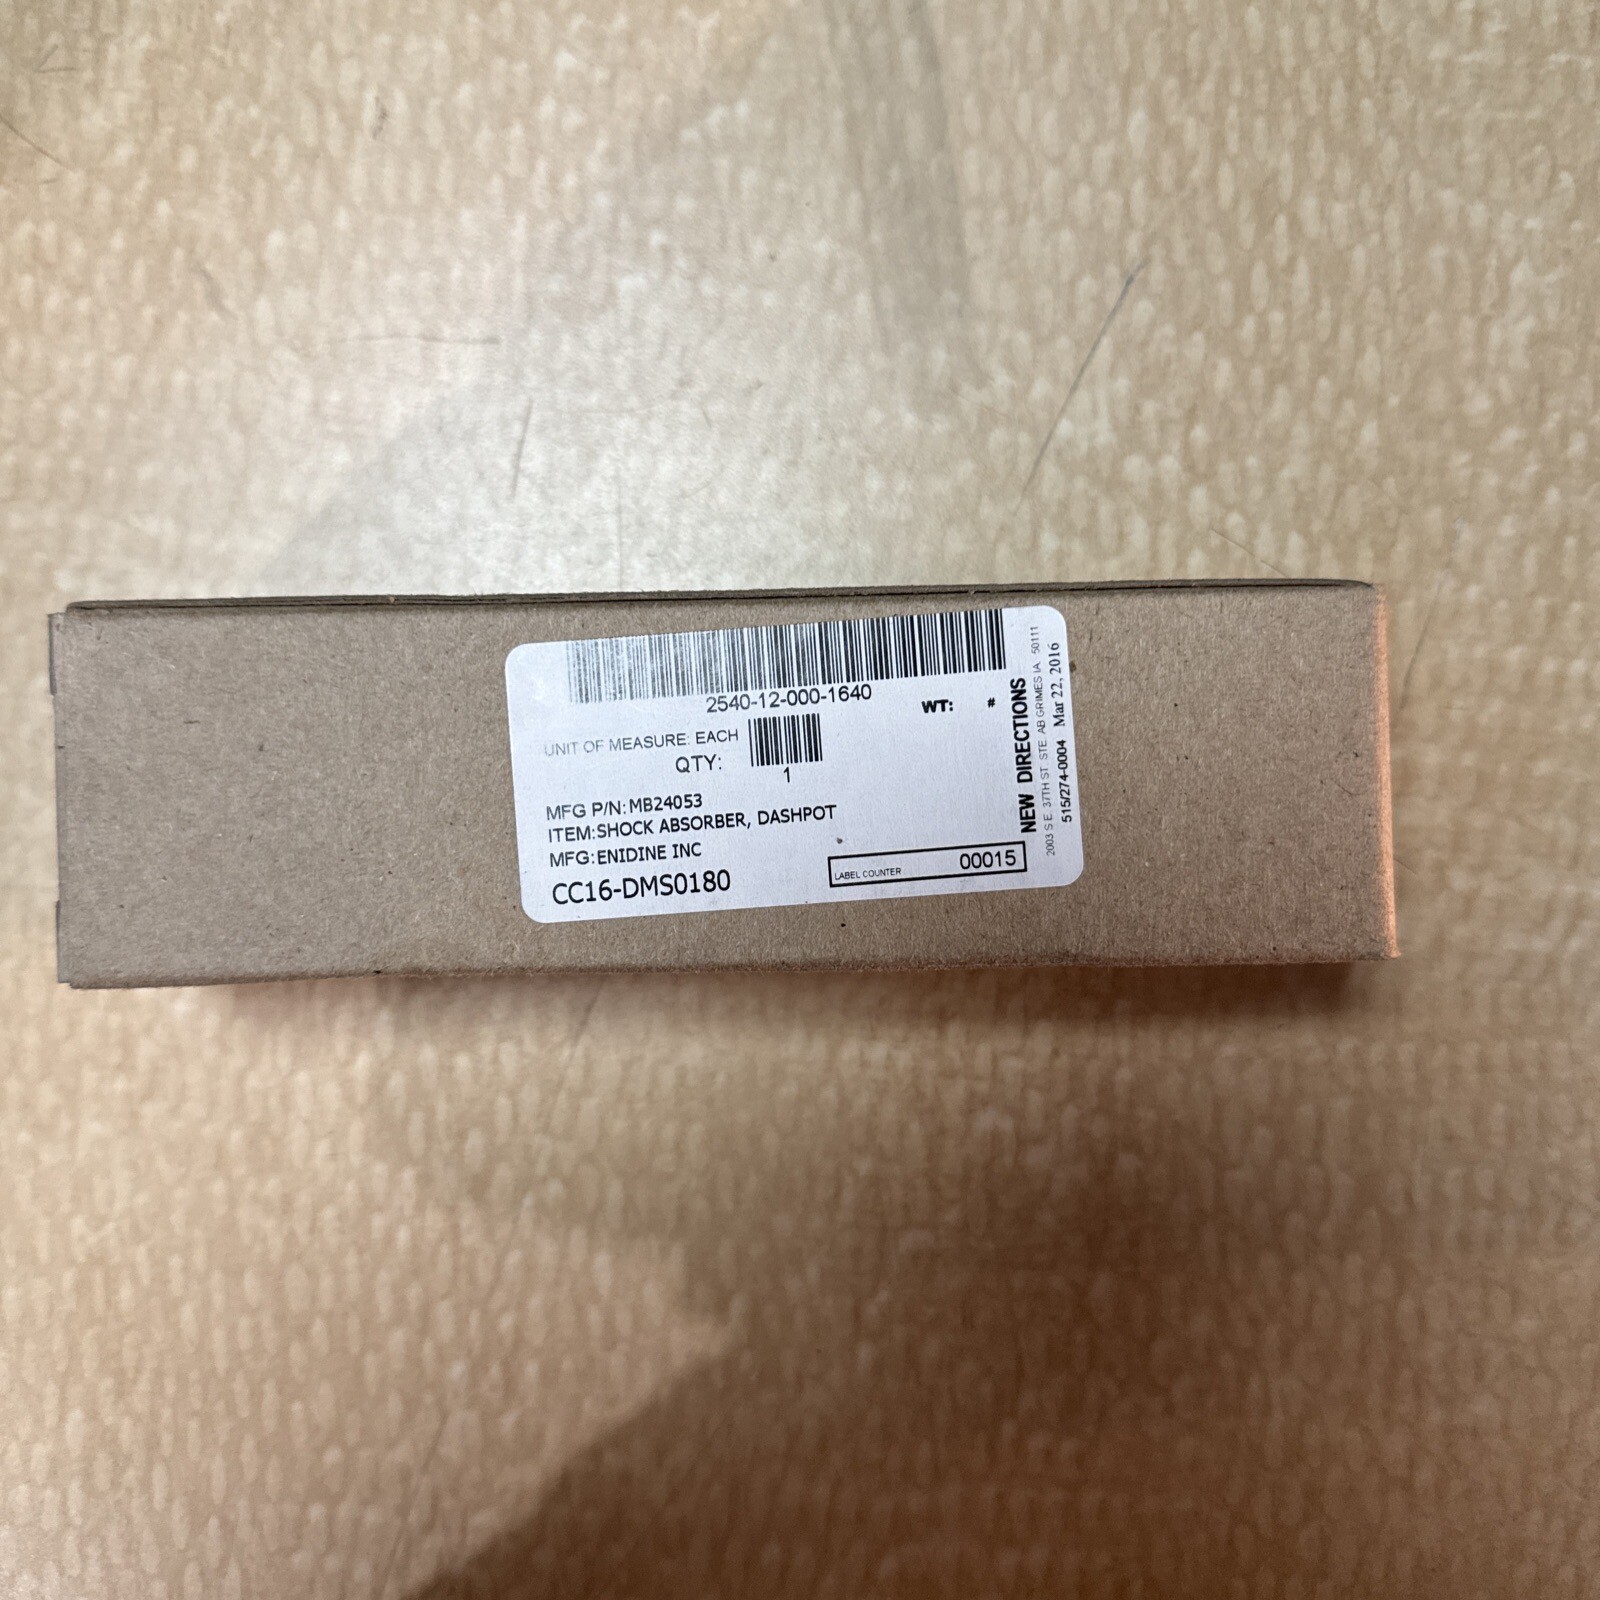 2540-12-000-1640
WT: #
UNIT OF MEASURE: EACH
QTY:
1
MFG P/N: MB24053
ITEM:SHOCK ABSORBER, DASHPOT
MFG: ENIDINE INC
CC16-DMS0180
LABEL COUNTER 00015
NEW DIRECTIONS
2003 S E 37TH ST STE AB GRIMES IA 50111
515/274-0004 Mar 22, 2016